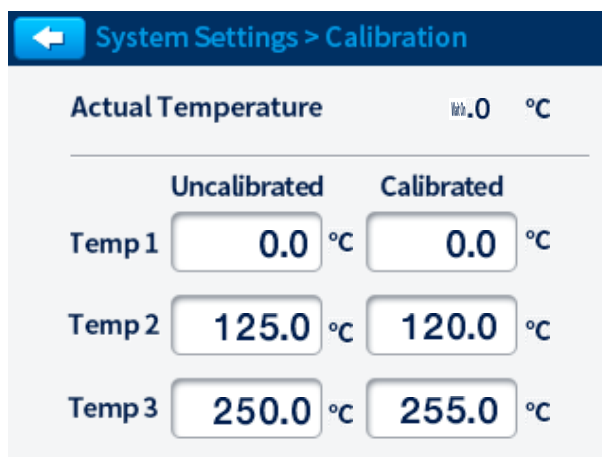 System Settings > Calibration
Actual Temperature .0 °C
Uncalibrated Calibrated
Temp 1 0.0 °C 0.0 °C
Temp 2 125.0 °C 120.0 °C
Temp 3 250.0 °C 255.0 °C